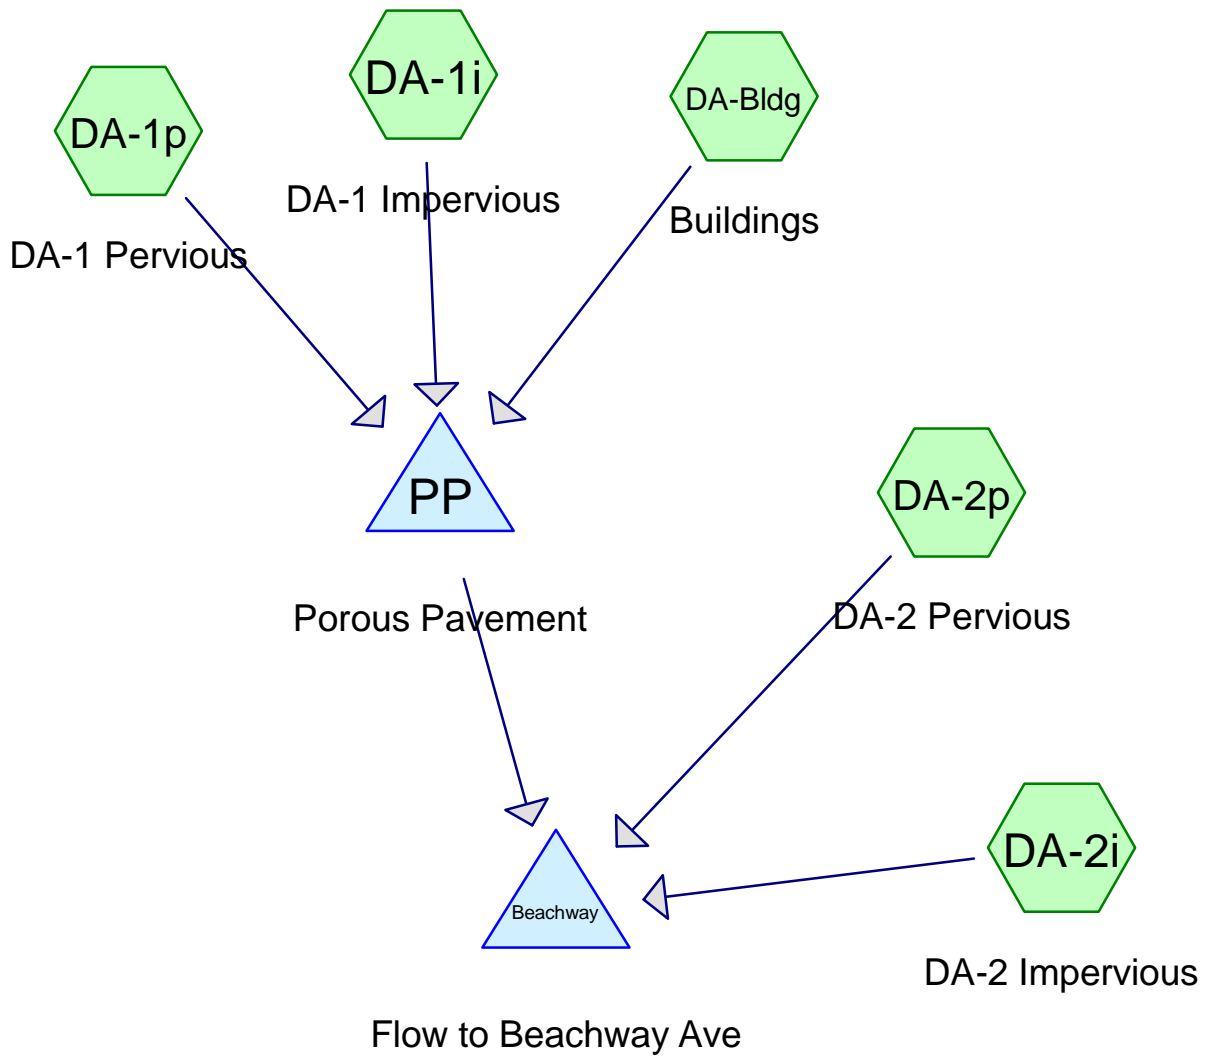 DA-1i
DA-Bldg
DA-1p
DA-1 Impervious
Buildings
DA-1 Pervious
PP
DA-2p
Porous Pavement
DA-2 Pervious
DA-2i
Beachway
DA-2 Impervious
Flow to Beachway Ave